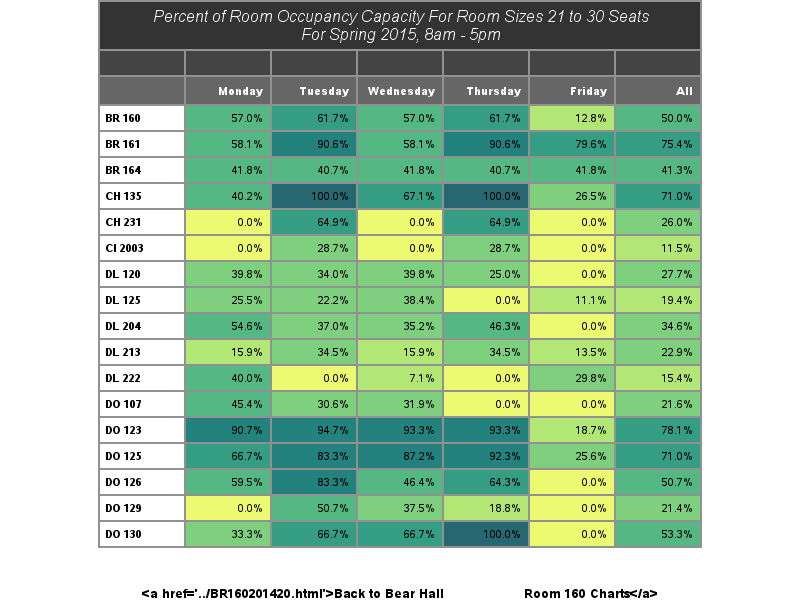 Percent of Room Occupancy Capacity For Room Sizes 21 to 30 Seats
For Spring 2015, 8am - 5pm
Monday Tuesday Wednesday Thursday Friday All
BR 160 57.0% 61.7% 57.0% 61.7% 12.8% 50.0%
BR 161 58.1% 90.6% 58.1% 90.6% 79.6% 75.4%
BR 164 41.8% 40.7% 41.8% 40.7% 41.8% 41.3%
CH 135 40.2% 100.0% 67.1% 100.0% 26.5% 71.0%
CH 231 0.0% 64.9% 0.0% 64.9% 0.0% 26.0%
CI 2003 0.0% 28.7% 0.0% 28.7% 0.0% 11.5%
DL 120 39.8% 34.0% 39.8% 25.0% 0.0% 27.7%
DL 125 25.5% 22.2% 38.4% 0.0% 11.1% 19.4%
DL 204 54.6% 37.0% 35.2% 46.3% 0.0% 34.6%
DL 213 15.9% 34.5% 15.9% 34.5% 13.5% 22.9%
DL 222 40.0% 0.0% 7.1% 0.0% 29.8% 15.4%
DO 107 45.4% 30.6% 31.9% 0.0% 0.0% 21.6%
DO 123 90.7% 94.7% 93.3% 93.3% 18.7% 78.1%
DO 125 66.7% 83.3% 87.2% 92.3% 25.6% 71.0%
DO 126 59.5% 83.3% 46.4% 64.3% 0.0% 50.7%
DO 129 0.0% 50.7% 37.5% 18.8% 0.0% 21.4%
DO 130 33.3% 66.7% 66.7% 100.0% 0.0% 53.3%
<a href='../BR160201420.html'>Back to Bear Hall Room 160 Charts</a>